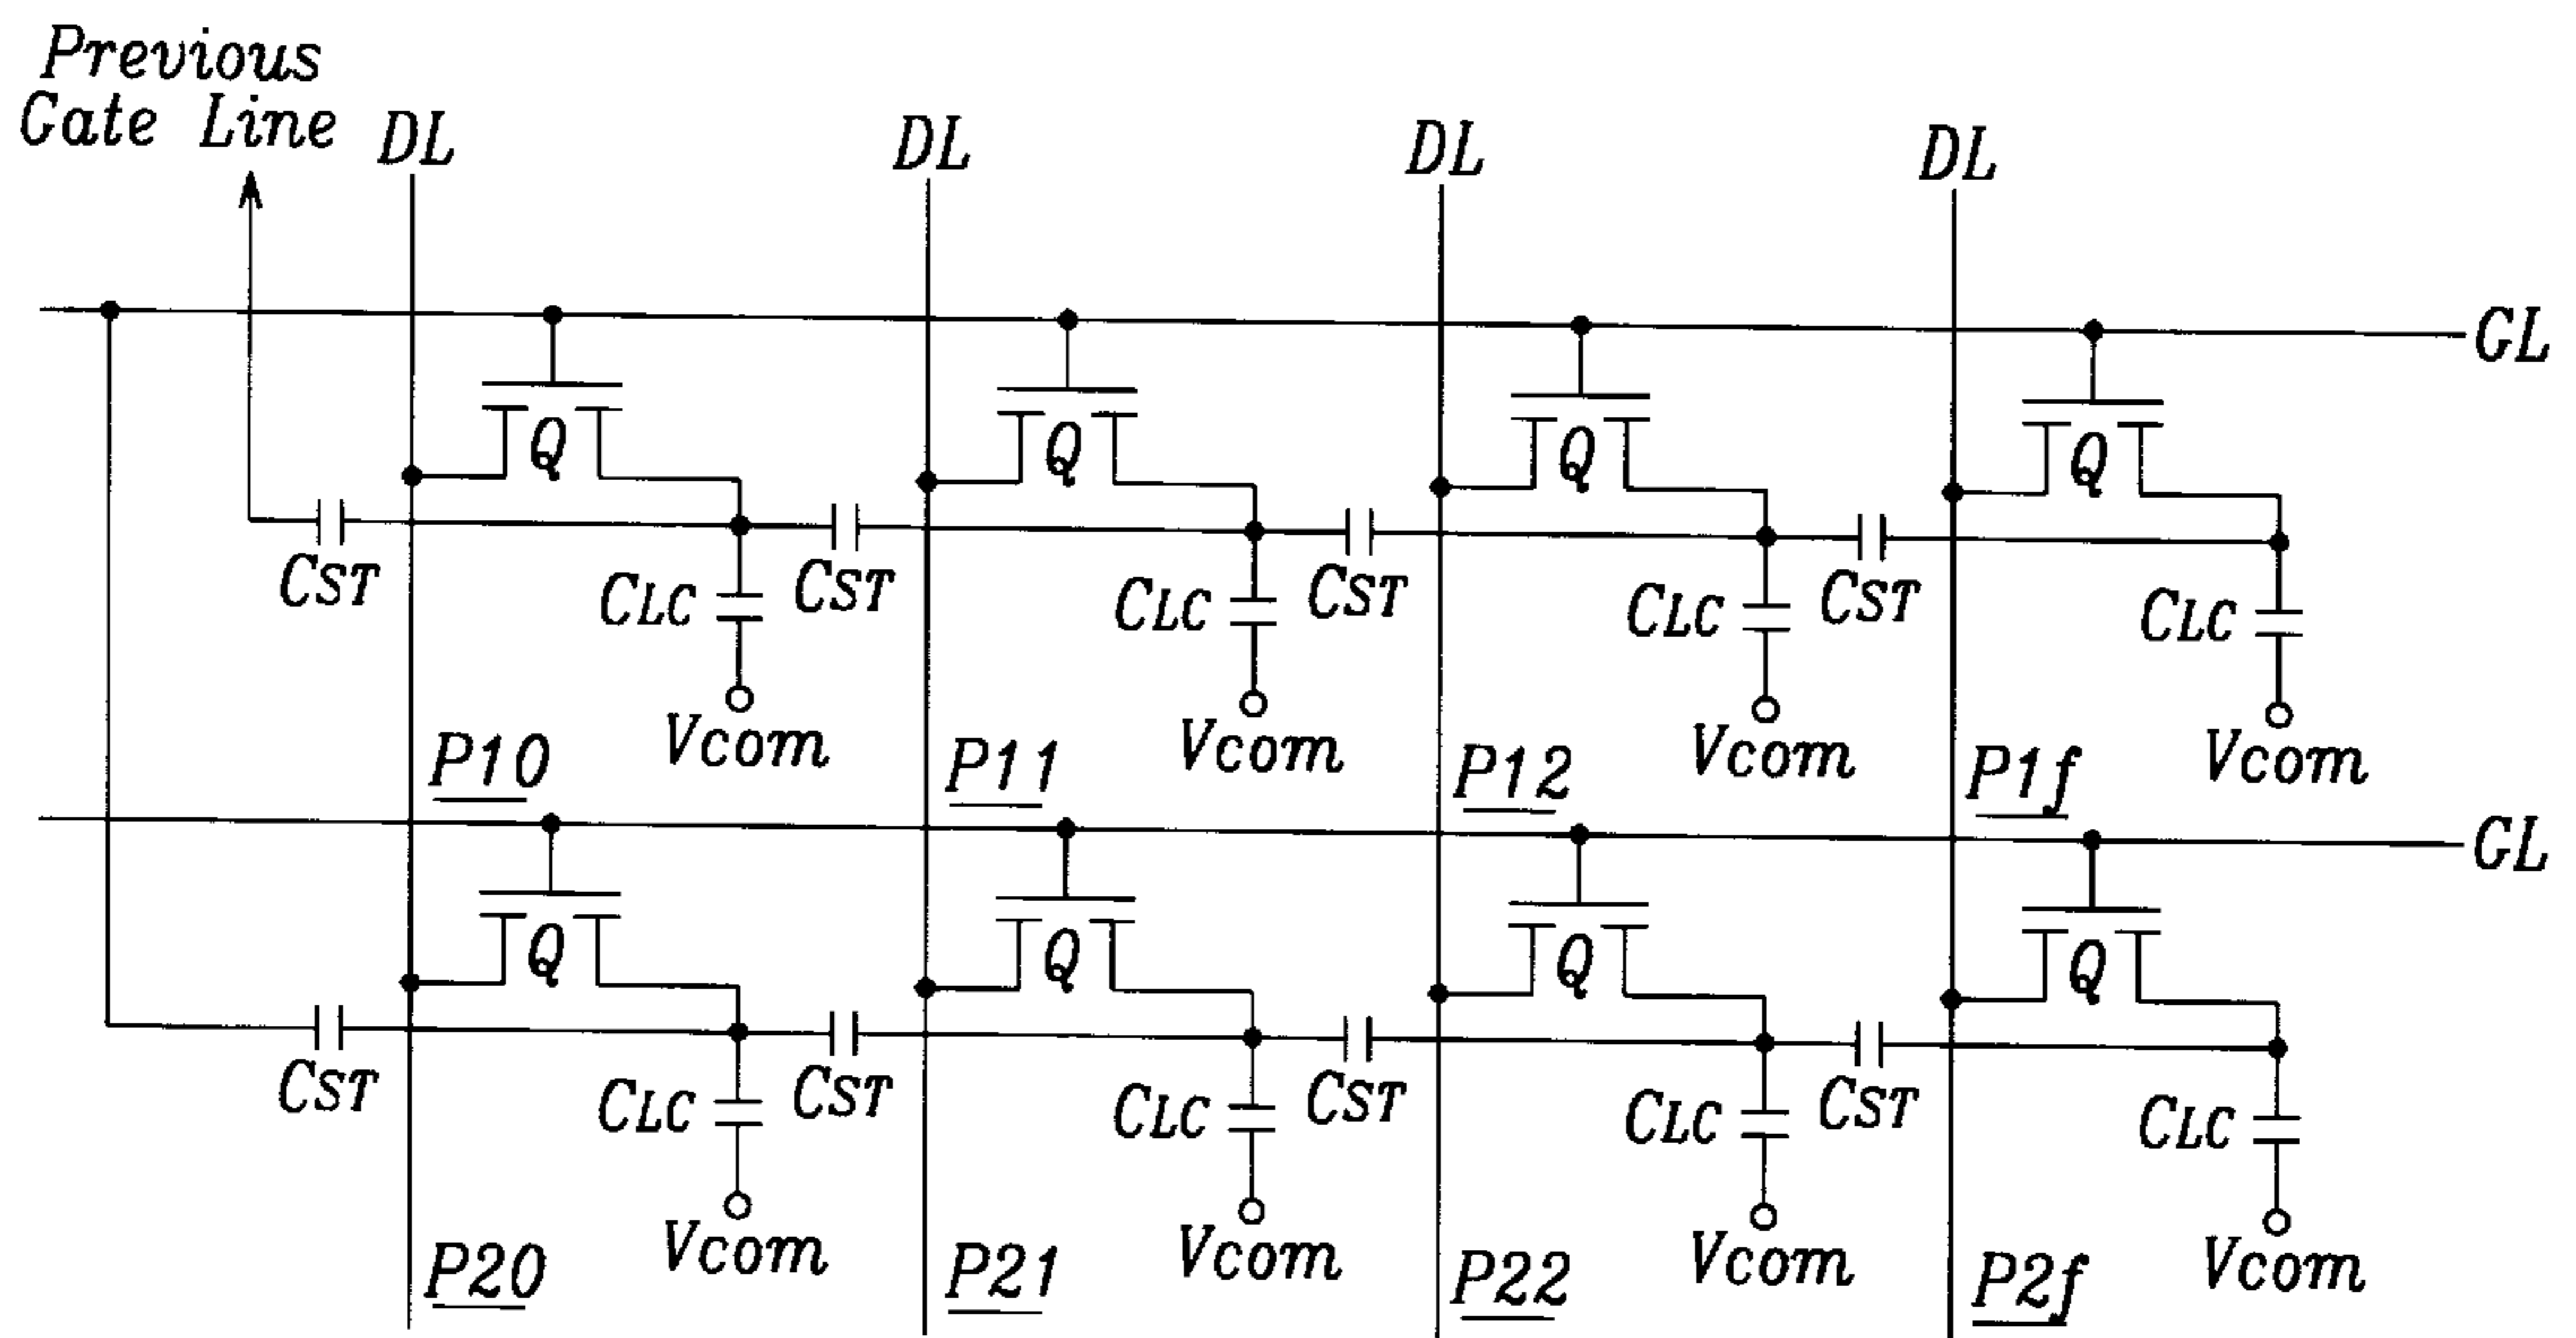 Previous
Gate Line
DL DL DL DL
GL
Q Q Q Q
CST CLC CST CLC CST CLC CST CLC
Vcom Vcom Vcom Vcom
P10 P11 P12 P1f
GL
Q Q Q Q
CST CLC CST CLC CST CLC CST CLC
Vcom Vcom Vcom Vcom
P20 P21 P22 P2f